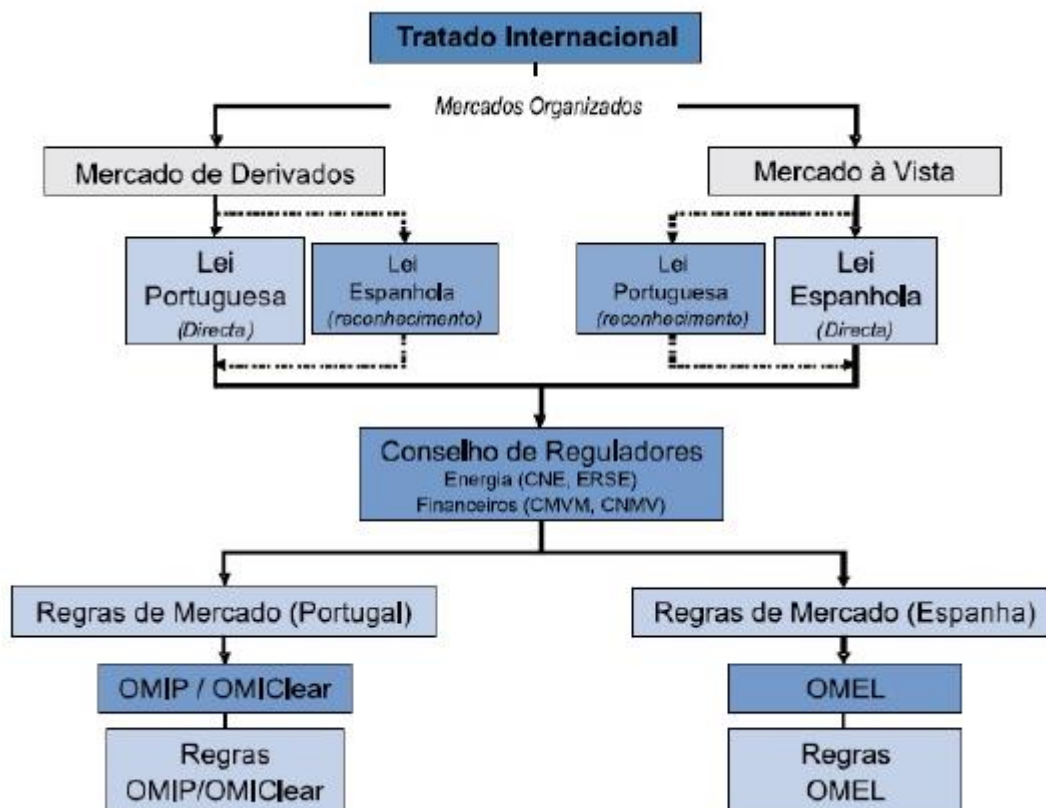 Tratado Internacional
Mercados Organizados
Mercado de Derivados
Mercado à Vista
Lei
Portuguesa
(Directa)
Lei
Espanhola
(reconhecimento)
Lei
Portuguesa
(reconhecimento)
Lei
Espanhola
(Directa)
Conselho de Reguladores
Energia (CNE, ERSE)
Financeiros (CMVM, CNMV)
Regras de Mercado (Portugal)
Regras de Mercado (Espanha)
OMIP / OMIClear
OMEL
Regras
OMIP/OMIClear
Regras
OMEL